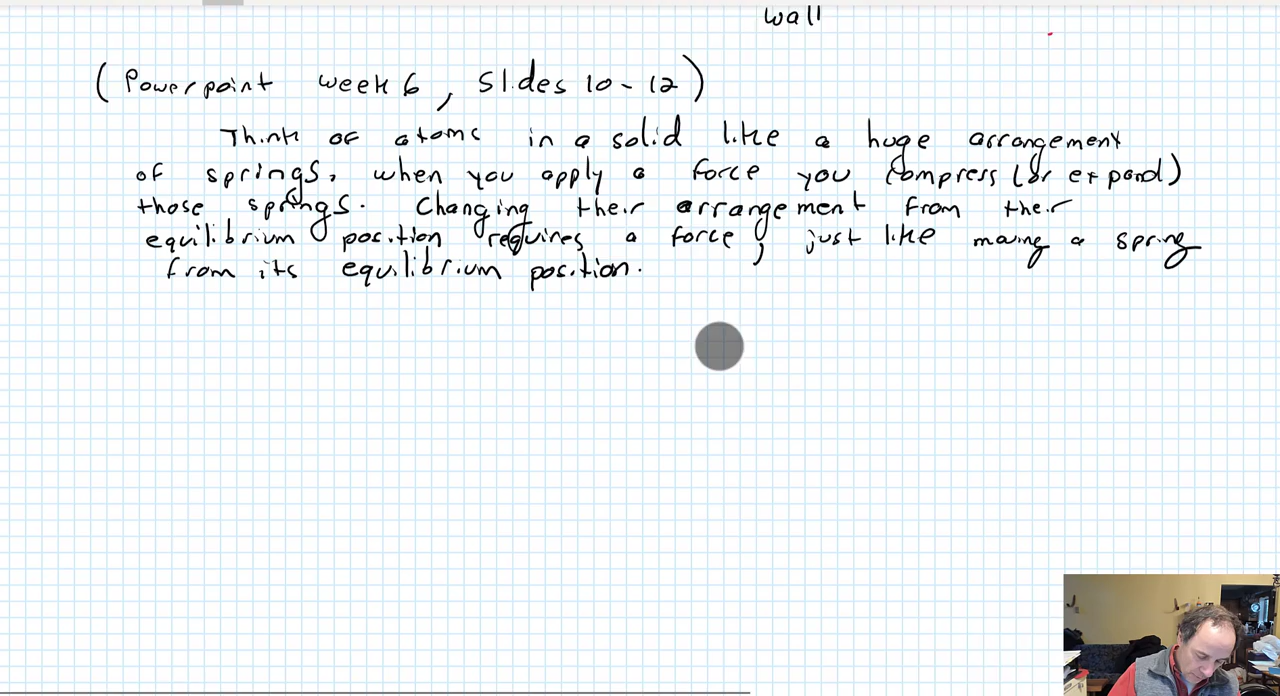 wall
(Powerpoint week 6, Slides 10-12)
Think of atoms in a solid like a huge arrangement
of springs. when you apply a force you compress (or expand)
those springs. Changing their arrangement from their
equilibrium position requires a force, just like moving a spring
from its equilibrium position.